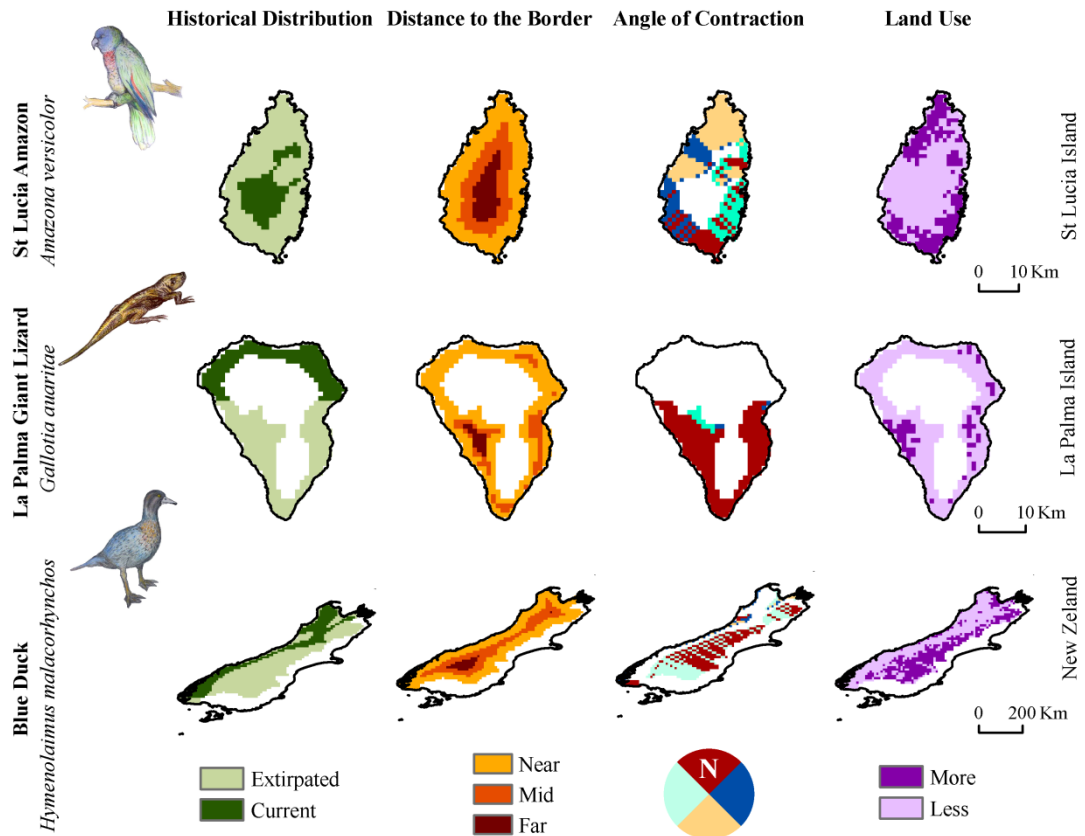 Historical Distribution
Distance to the Border
Angle of Contraction
Land Use
St Lucia Amazon
Amazona versicolor
St Lucia Island
0 10 Km
La Palma Giant Lizard
Gallotia auaritae
La Palma Island
0 10 Km
Blue Duck
Hymenolaimus malacorhynchos
New Zeland
0 200 Km
Extirpated
Current
Near
Mid
Far
N
More
Less